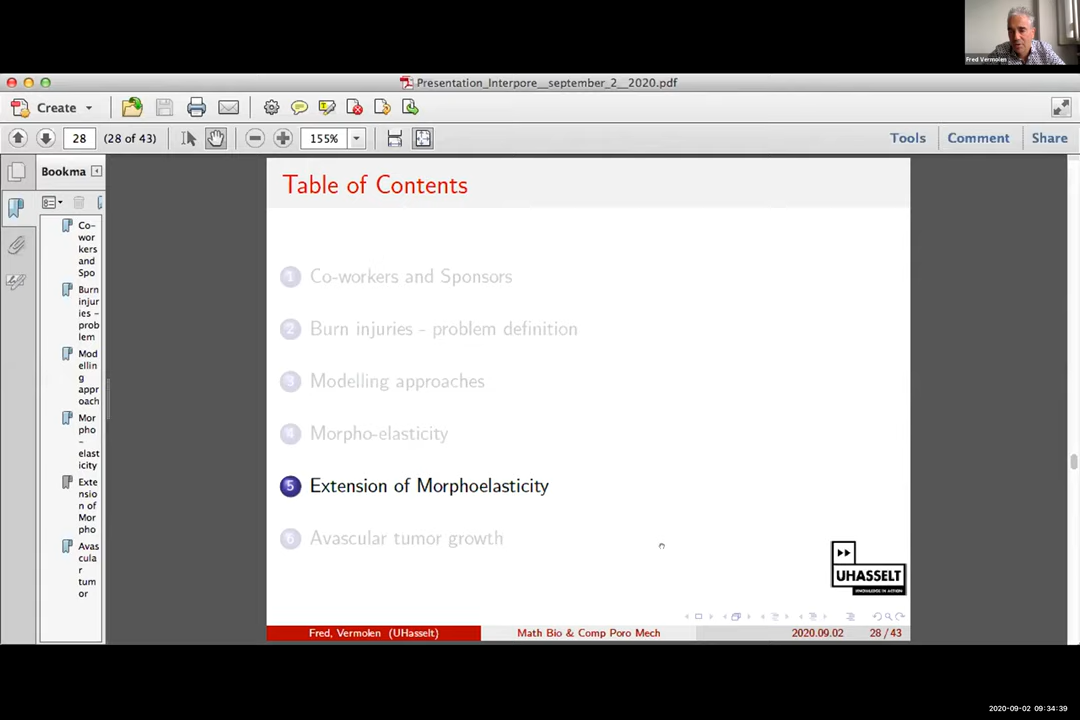 Fred Vermolen
Presentation_Interpore__september_2__2020.pdf
Create
28 (28 of 43) 155% Tools Comment Share
Bookma
Co-
wor
kers
and
Spo
Burn
injur
ies –
prob
lem
Mod
ellin
g
appr
oach
Mor
pho
-
elast
icity
Exte
nsio
n of
Mor
pho
Avas
cula
r
tum
or
Table of Contents
1 Co-workers and Sponsors
2 Burn injuries - problem definition
3 Modelling approaches
4 Morpho-elasticity
5 Extension of Morphoelasticity
6 Avascular tumor growth
UHASSELT
KNOWLEDGE IN ACTION
Fred, Vermolen (UHasselt) Math Bio & Comp Poro Mech 2020.09.02 28 / 43
2020-09-02 09:34:39